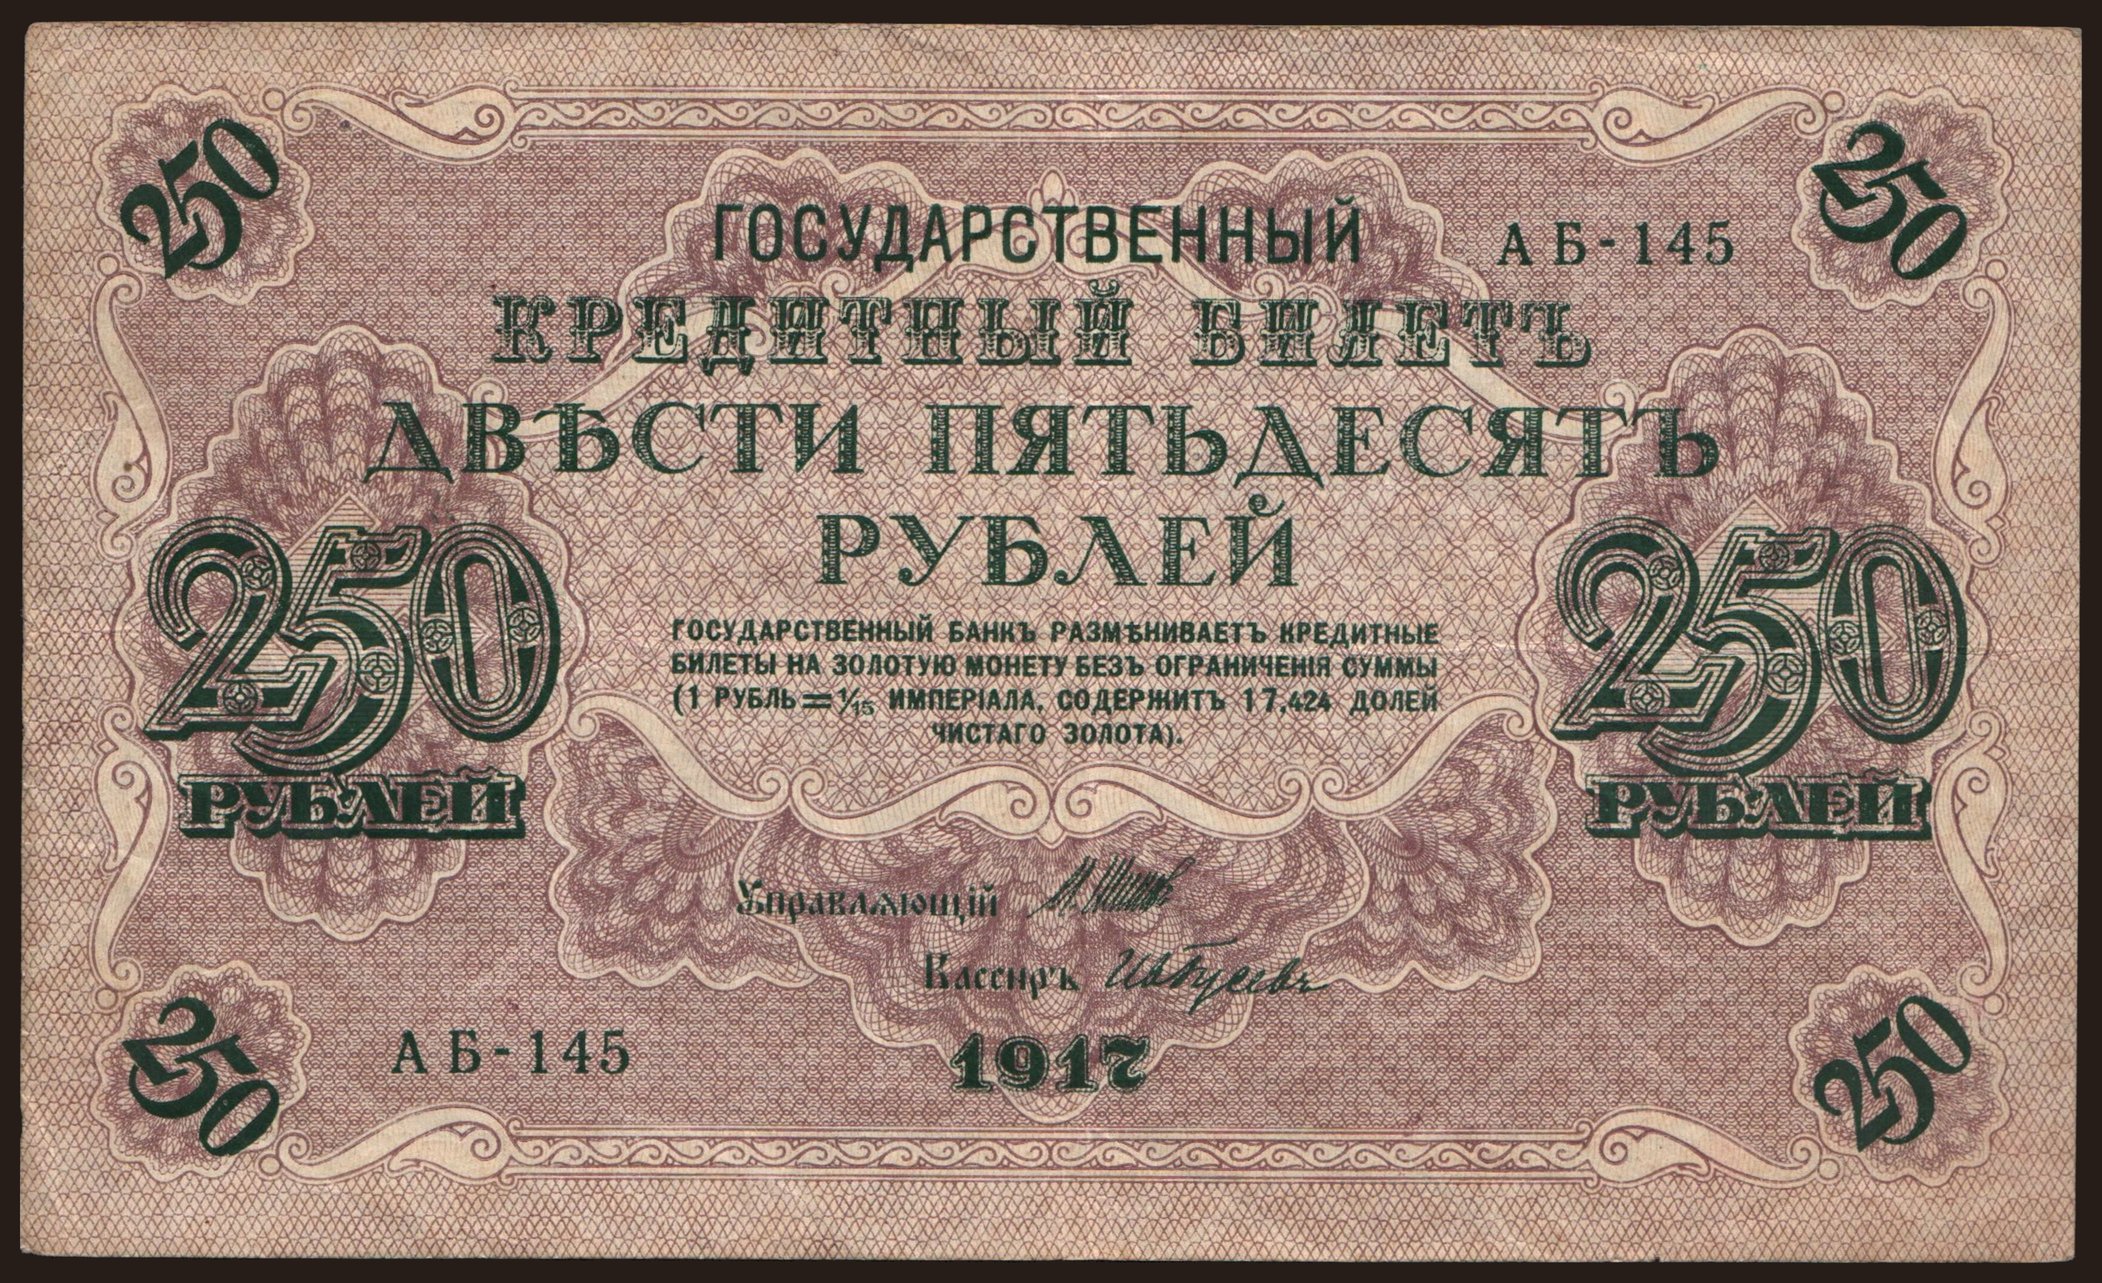 250
250
ГОСУДАРСТВЕННЫЙ
АБ-145
КРЕДИТНЫЙ БИЛЕТЪ
ДВѢСТИ ПЯТЬДЕСЯТЪ
РУБЛЕЙ
250
РУБЛЕЙ
250
РУБЛЕЙ
ГОСУДАРСТВЕННЫЙ БАНКЪ РАЗМѢНИВАЕТЪ КРЕДИТНЫЕ
БИЛЕТЫ НА ЗОЛОТУЮ МОНЕТУ БЕЗЪ ОГРАНИЧЕНІЯ СУММЫ
(1 РУБЛЬ=1/15 ИМПЕРІАЛА, СОДЕРЖИТЪ 17,424 ДОЛЕЙ
ЧИСТАГО ЗОЛОТА).
Управляющій
Кассиръ
АБ-145
1917
250
250